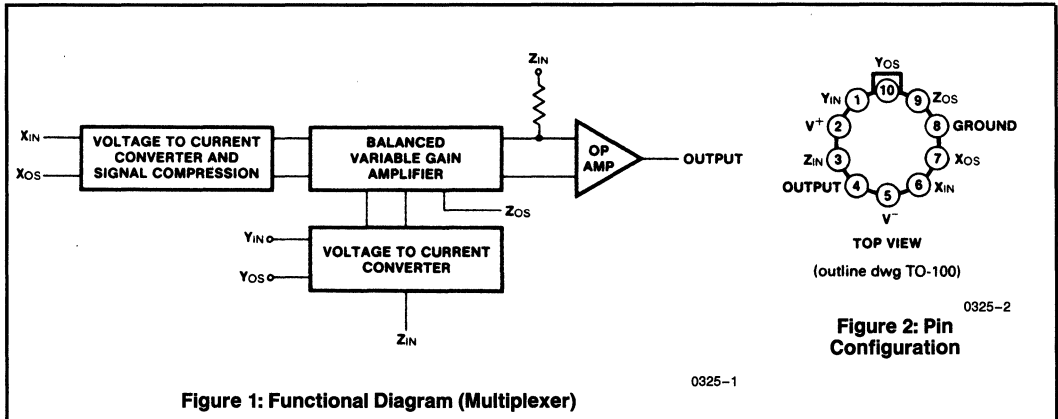 ZIN
XIN
XOS
VOLTAGE TO CURRENT
CONVERTER AND
SIGNAL COMPRESSION
BALANCED
VARIABLE GAIN
AMPLIFIER
OP
AMP
OUTPUT
ZOS
YIN
YOS
VOLTAGE TO CURRENT
CONVERTER
ZIN
0325-1
Figure 1: Functional Diagram (Multiplexer)
YOS
10
YIN 1
9 ZOS
V+ 2
8 GROUND
ZIN 3
7 XOS
OUTPUT 4
6 XIN
5
V-
TOP VIEW
(outline dwg TO-100)
0325-2
Figure 2: Pin
Configuration